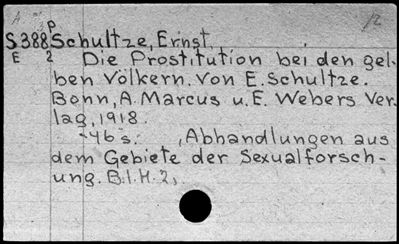 P
S388 Schultze, Ernst
E 2 Die Prostitution bei den gel-
ben Völkern. Von E. Schultze.
Bonn, A. Marcus u. E. Webers Ver
lag, 1918.
46 s. , Abhandlungen aus
dem Gebiete der Sexualforsch-
ung. B.I. H. 2,